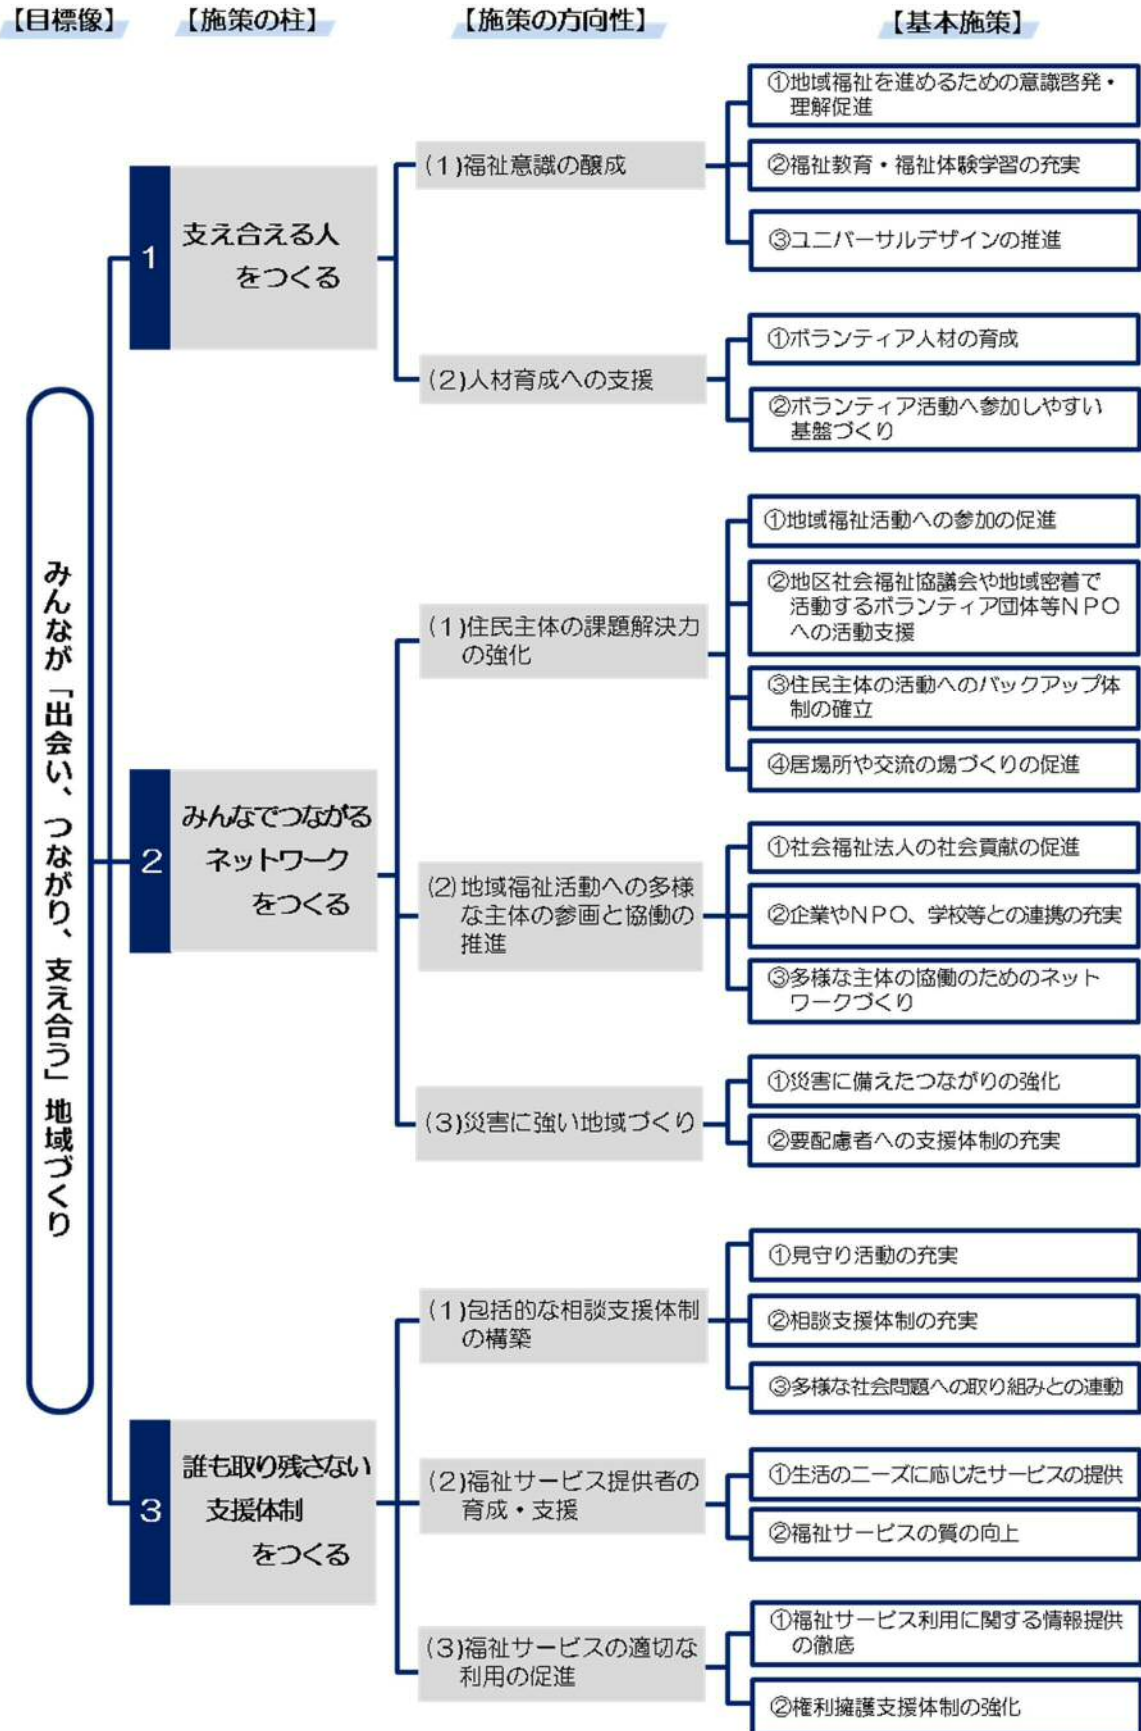 【目標像】
【施策の柱】
【施策の方向性】
【基本施策】
みんなが「出会い、つながり、支え合う」地域づくり
1
支え合える人
をつくる
(1)福祉意識の醸成
①地域福祉を進めるための意識啓発・
理解促進
②福祉教育・福祉体験学習の充実
③ユニバーサルデザインの推進
(2)人材育成への支援
①ボランティア人材の育成
②ボランティア活動へ参加しやすい
基盤づくり
2
みんなでつながる
ネットワーク
をつくる
(1)住民主体の課題解決力
の強化
①地域福祉活動への参加の促進
②地区社会福祉協議会や地域密着で
活動するボランティア団体等NPO
への活動支援
③住民主体の活動へのバックアップ体
制の確立
④居場所や交流の場づくりの促進
(2)地域福祉活動への多様
な主体の参画と協働の
推進
①社会福祉法人の社会貢献の促進
②企業やNPO、学校等との連携の充実
③多様な主体の協働のためのネット
ワークづくり
(3)災害に強い地域づくり
①災害に備えたつながりの強化
②要配慮者への支援体制の充実
3
誰も取り残さない
支援体制
をつくる
(1)包括的な相談支援体制
の構築
①見守り活動の充実
②相談支援体制の充実
③多様な社会問題への取り組みとの連動
(2)福祉サービス提供者の
育成・支援
①生活のニーズに応じたサービスの提供
②福祉サービスの質の向上
(3)福祉サービスの適切な
利用の促進
①福祉サービス利用に関する情報提供
の徹底
②権利擁護支援体制の強化